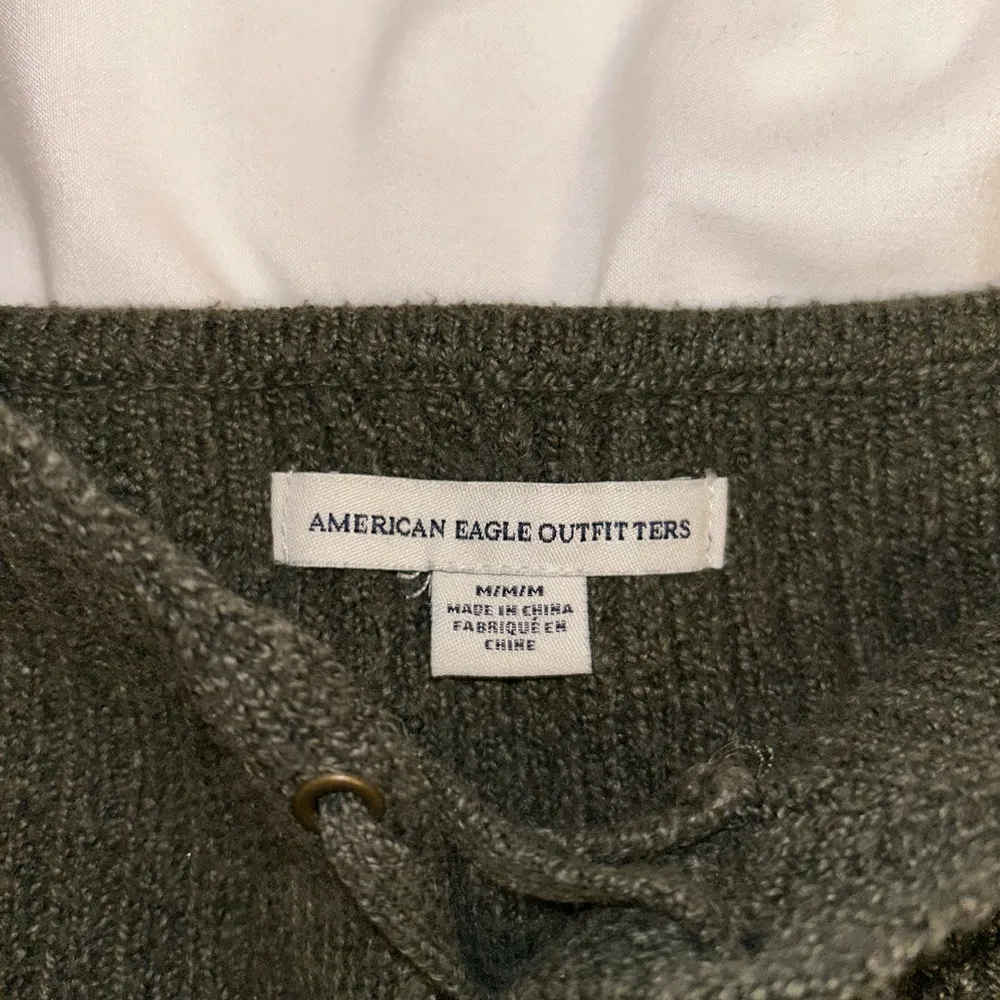 AMERICAN EAGLE OUTFITTERS
M/M/M
MADE IN CHINA
FABRIQUÉ EN
CHINE